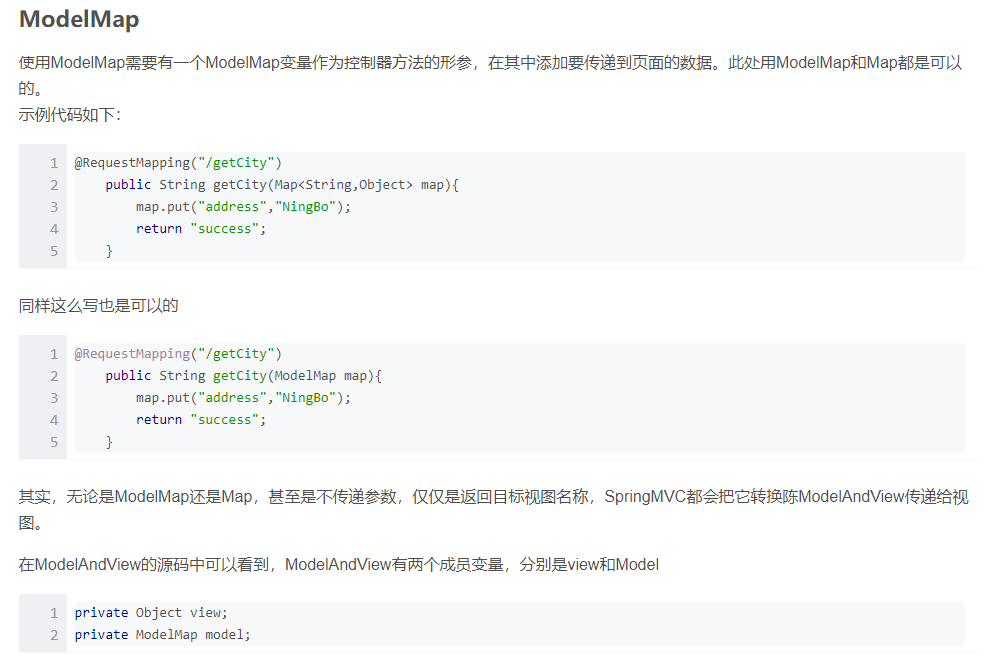 ModelMap
使用ModelMap需要有一个ModelMap变量作为控制器方法的形参，在其中添加要传递到页面的数据。此处用ModelMap和Map都是可以
的。
示例代码如下：
1 @RequestMapping("/getCity")
2     public String getCity(Map<String,Object> map){
3         map.put("address","NingBo");
4         return "success";
5     }
同样这么写也是可以的
1 @RequestMapping("/getCity")
2     public String getCity(ModelMap map){
3         map.put("address","NingBo");
4         return "success";
5     }
其实，无论是ModelMap还是Map，甚至是不传递参数，仅仅是返回目标视图名称，SpringMVC都会把它转换陈ModelAndView传递给视
图。
在ModelAndView的源码中可以看到，ModelAndView有两个成员变量，分别是view和Model
1 private Object view;
2 private ModelMap model;